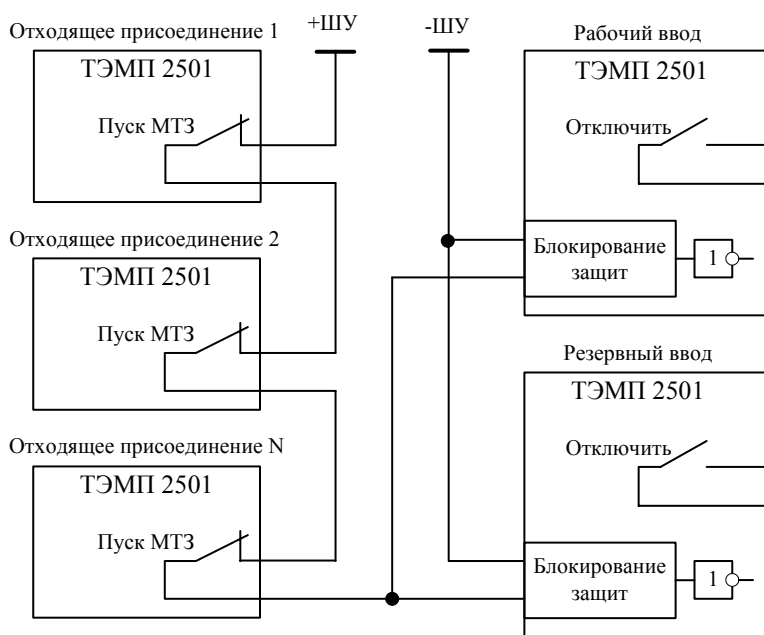 Отходящее присоединение 1
ТЭМП 2501
Пуск МТЗ
Отходящее присоединение 2
ТЭМП 2501
Пуск МТЗ
Отходящее присоединение N
ТЭМП 2501
Пуск МТЗ
+ШУ
-ШУ
Рабочий ввод
ТЭМП 2501
Отключить
Блокирование
защит
1
Резервный ввод
ТЭМП 2501
Отключить
Блокирование
защит
1